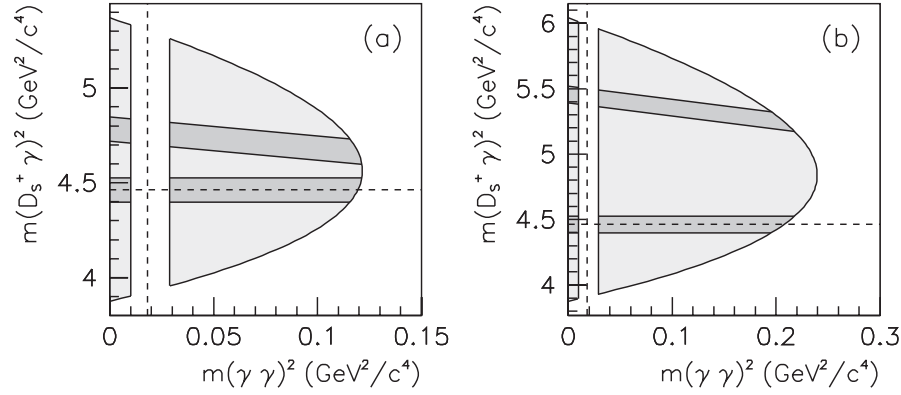 (a)
m(D_s^+ γ)^2 (GeV^2/c^4)
5
4.5
4
0 0.05 0.1 0.15
m(γ γ)^2 (GeV^2/c^4)
(b)
m(D_s^+ γ)^2 (GeV^2/c^4)
6
5.5
5
4.5
4
0 0.1 0.2 0.3
m(γ γ)^2 (GeV^2/c^4)